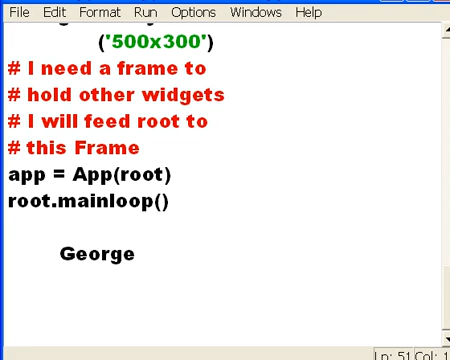 File Edit Format Run Options Windows Help
('500x300')
# I need a frame to
# hold other widgets
# I will feed root to
# this Frame
app = App(root)
root.mainloop()
George
Ln: 51 Col: 1